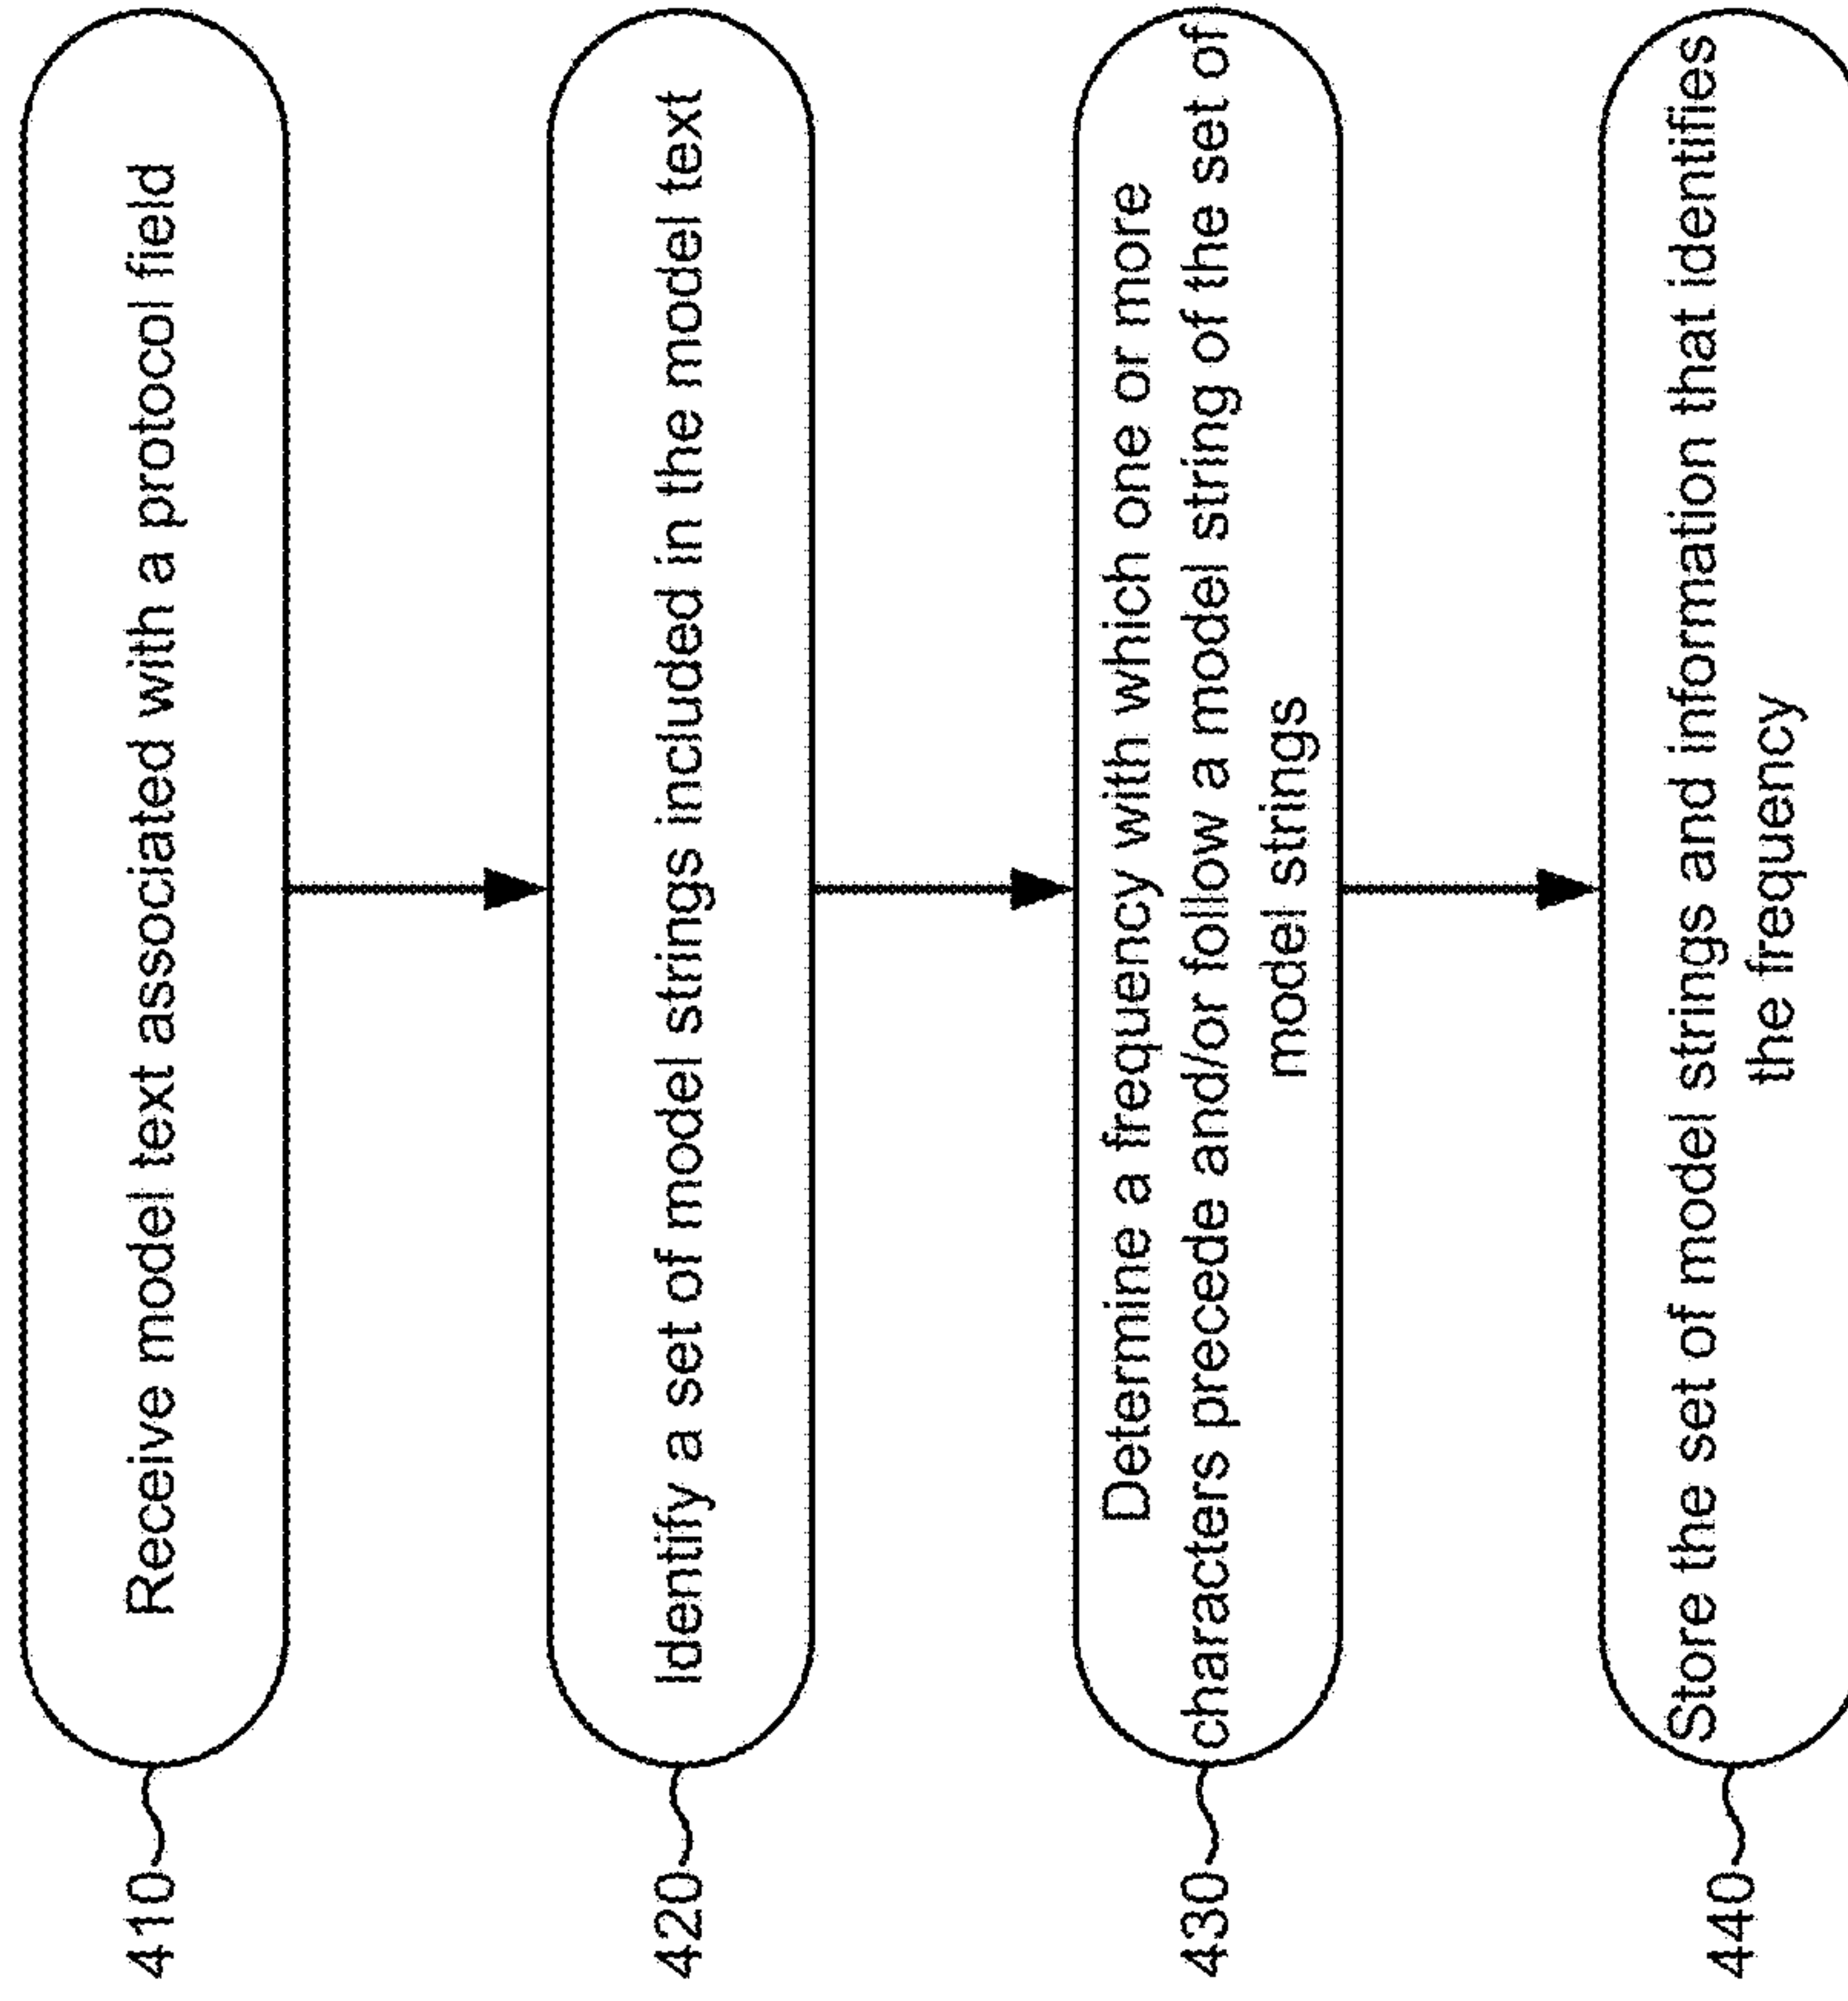 410
Receive model text associated with a protocol field
420
Identify a set of model strings included in the model text
430
Determine a frequency with which one or more
characters precede and/or follow a model string of the set of
model strings
440
Store the set of model strings and information that identifies
the frequency